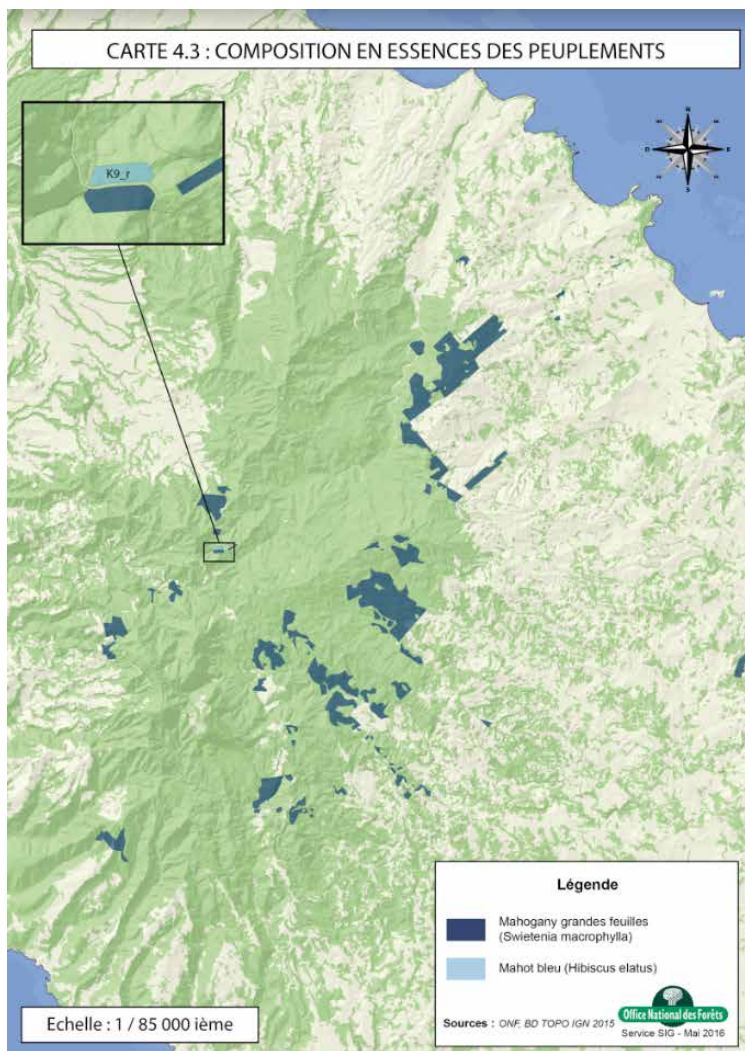 CARTE 4.3 : COMPOSITION EN ESSENCES DES PEUPLEMENTS
K9_r
N
O
E
S
Légende
Mahogany grandes feuilles
(Swietenia macrophylla)
Mahot bleu (Hibiscus elatus)
Sources : ONF, BD TOPO IGN 2015
Office National des Forêts
Service SIG - Mai 2016
Echelle : 1 / 85 000 ième